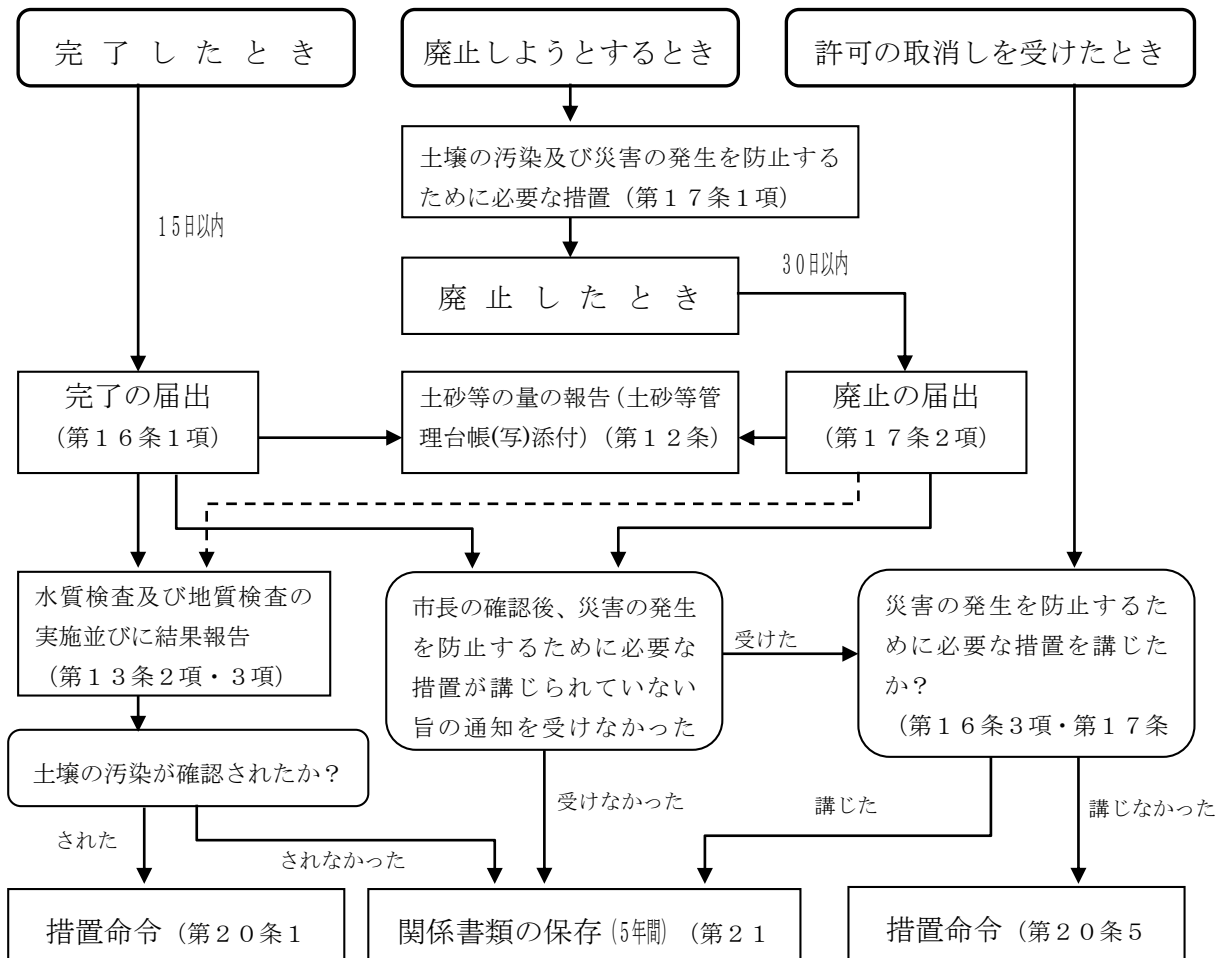 完了したとき
廃止しようとするとき
許可の取消しを受けたとき
土壌の汚染及び災害の発生を防止する
ために必要な措置（第１７条１項）
１５日以内
廃止したとき
３０日以内
完了の届出
（第１６条１項）
土砂等の量の報告（土砂等管
理台帳(写)添付）（第１２条）
廃止の届出
（第１７条２項）
水質検査及び地質検査の
実施並びに結果報告
（第１３条２項・３項）
市長の確認後、災害の発生
を防止するために必要な
措置が講じられていない
旨の通知を受けなかった
受けた
災害の発生を防止するた
めに必要な措置を講じた
か？
（第１６条３項・第１７条
土壌の汚染が確認されたか？
された
されなかった
受けなかった
講じた
講じなかった
措置命令（第２０条１
関係書類の保存（５年間）（第２１
措置命令（第２０条５